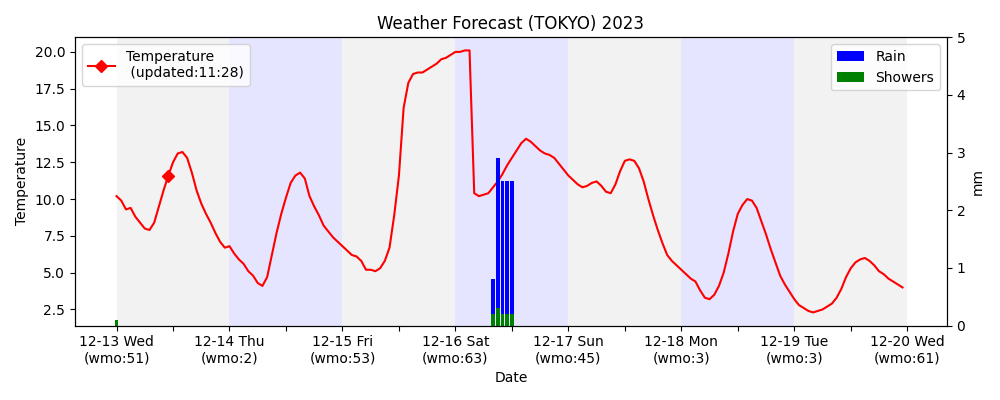 Weather Forecast (TOKYO) 2023
Temperature
(updated:11:28)
Rain
Showers
20.0
17.5
15.0
12.5
10.0
7.5
5.0
2.5
Temperature
5
4
3
2
1
0
mm
12-13 Wed
(wmo:51)
12-14 Thu
(wmo:2)
12-15 Fri
(wmo:53)
12-16 Sat
(wmo:63)
12-17 Sun
(wmo:45)
12-18 Mon
(wmo:3)
12-19 Tue
(wmo:3)
12-20 Wed
(wmo:61)
Date